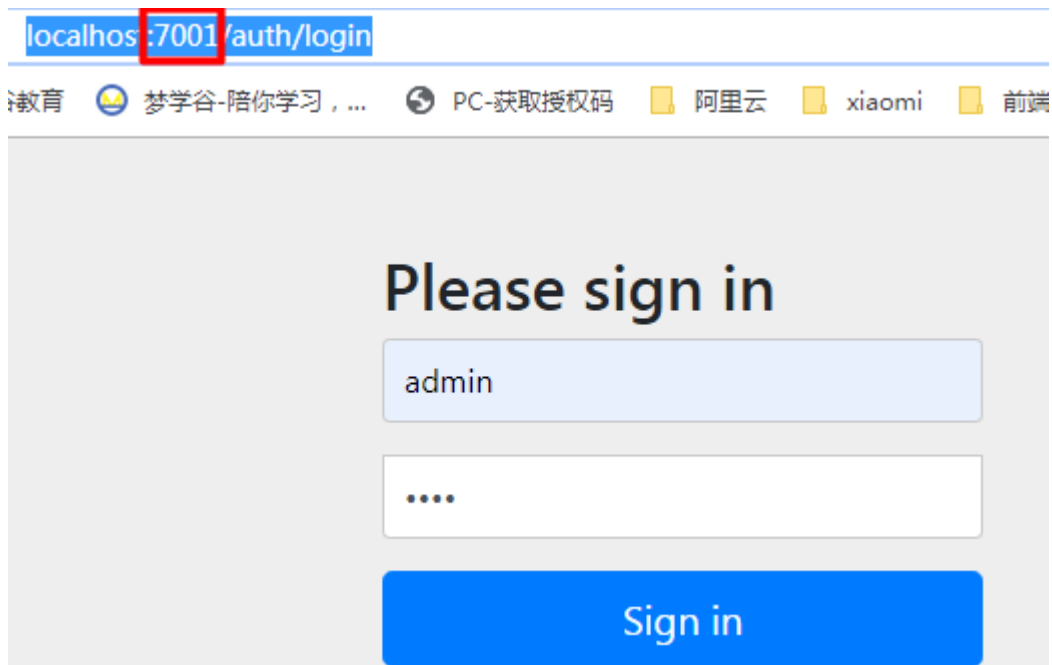 localhost:7001/auth/login
教育 梦学谷-陪你学习，... PC-获取授权码 阿里云 xiaomi 前端
Please sign in
admin
••••
Sign in